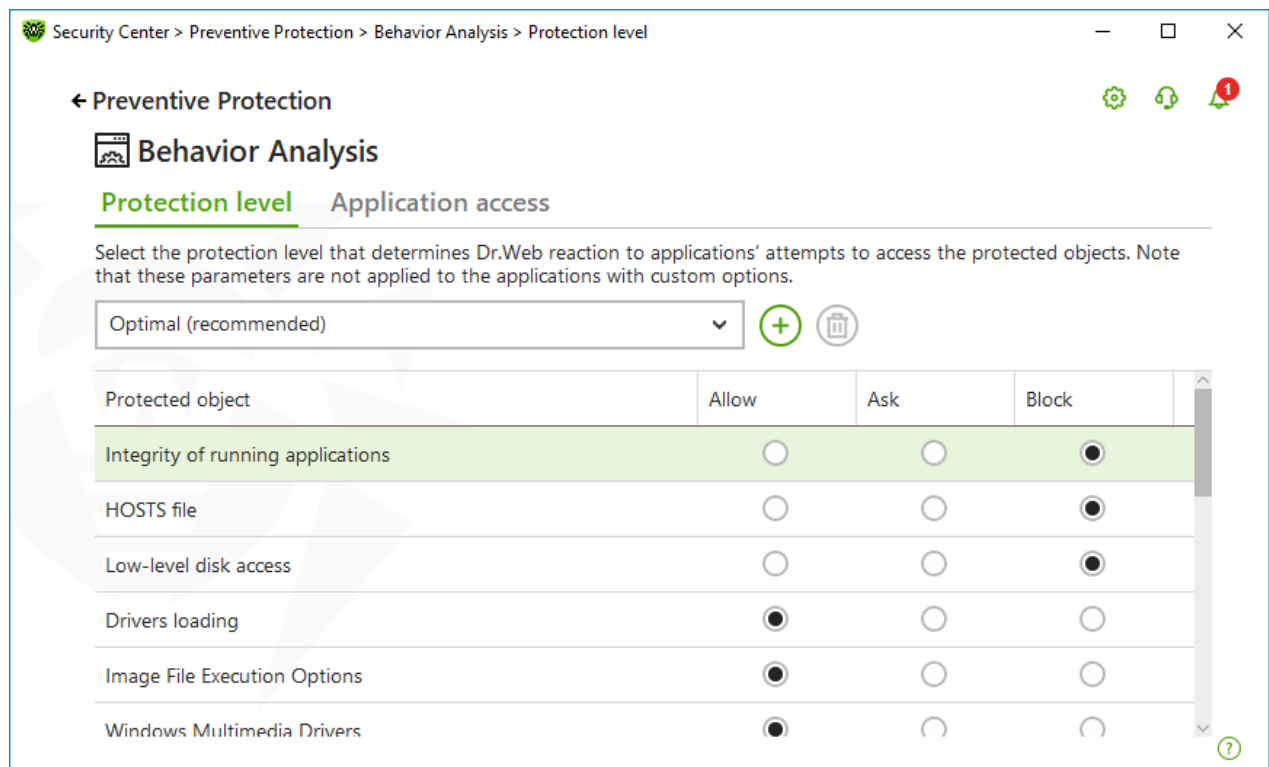 Security Center > Preventive Protection > Behavior Analysis > Protection level
Preventive Protection
1
Behavior Analysis
Protection level Application access
Select the protection level that determines Dr.Web reaction to applications' attempts to access the protected objects. Note
that these parameters are not applied to the applications with custom options.
Optimal (recommended)
Protected object Allow Ask Block
Integrity of running applications
HOSTS file
Low-level disk access
Drivers loading
Image File Execution Options
Windows Multimedia Drivers
?